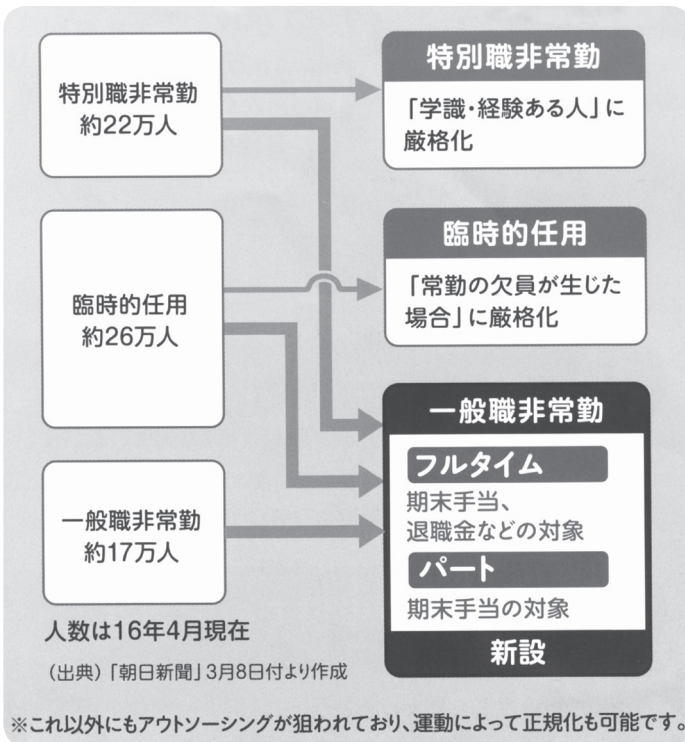 特別職非常勤
約22万人
特別職非常勤
「学識・経験ある人」に
厳格化
臨時的任用
約26万人
臨時的任用
「常勤の欠員が生じた
場合」に厳格化
一般職非常勤
約17万人
一般職非常勤
フルタイム
期末手当、
退職金などの対象
パート
期末手当の対象
新設
人数は16年4月現在
（出典）「朝日新聞」3月8日付より作成
※これ以外にもアウトソーシングが狙われており、運動によって正規化も可能です。